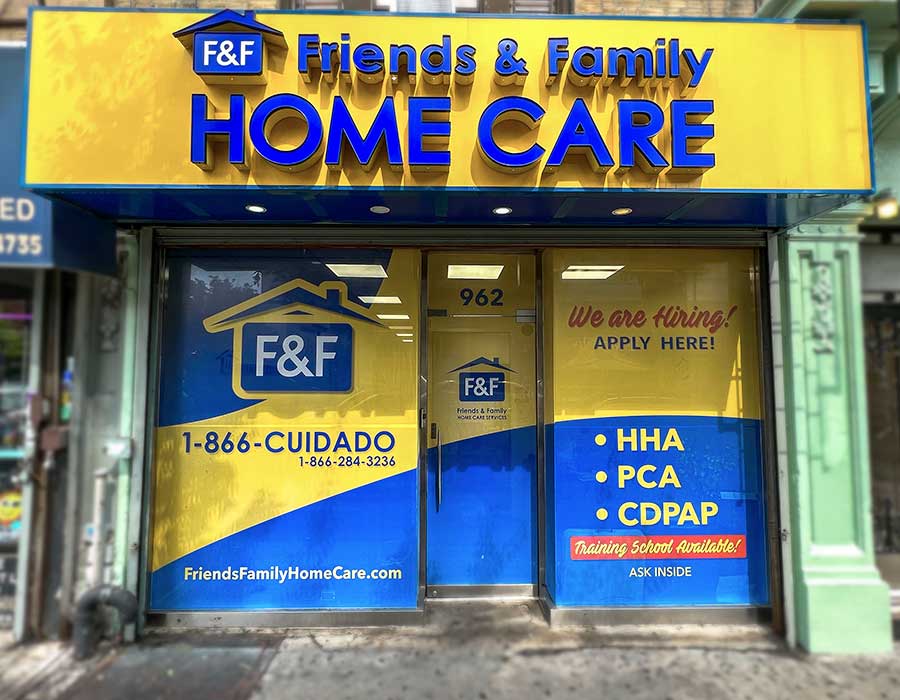 F&F Friends & Family
HOME CARE
ED
4735
F&F
1-866-CUIDADO
1-866-284-3236
FriendsFamilyHomeCare.com
962
F&F
Friends & Family
HOME CARE SERVICES
We are Hiring!
APPLY HERE!
• HHA
• PCA
• CDPAP
Training School Available!
ASK INSIDE